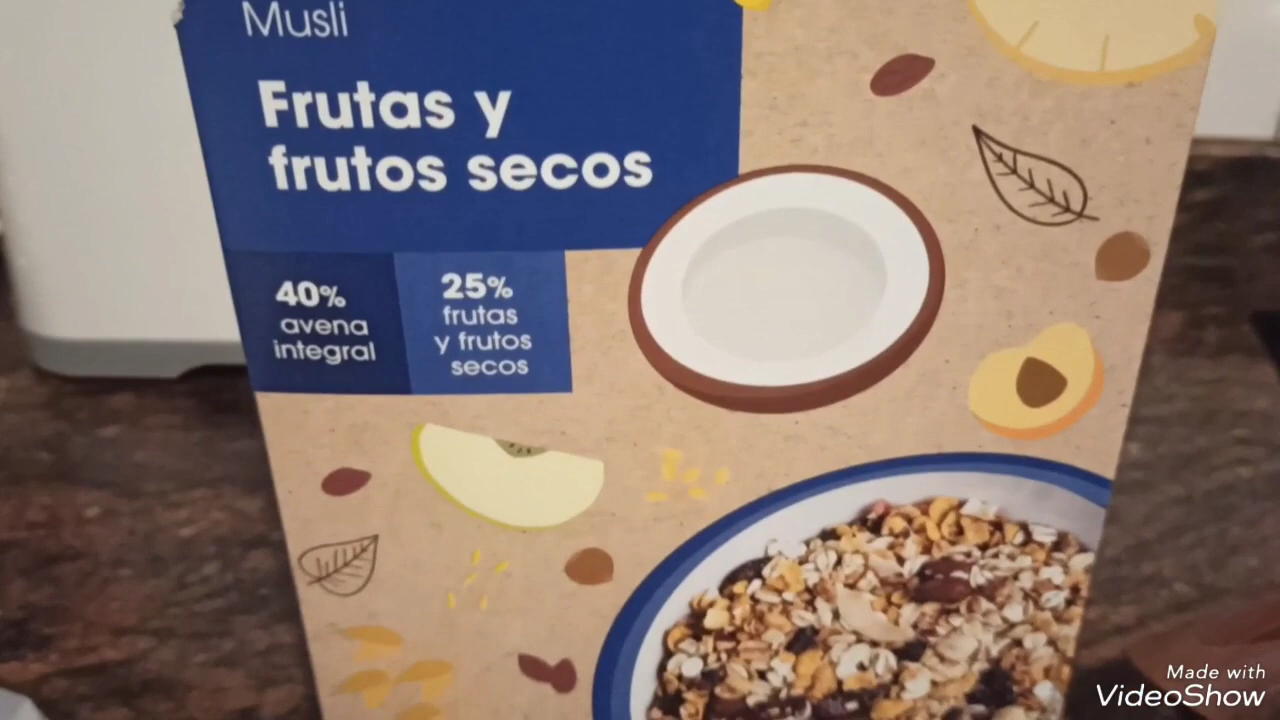 Musli
Frutas y
frutos secos
40%
avena
integral
25%
frutas
y frutos
secos
Made with
VideoShow